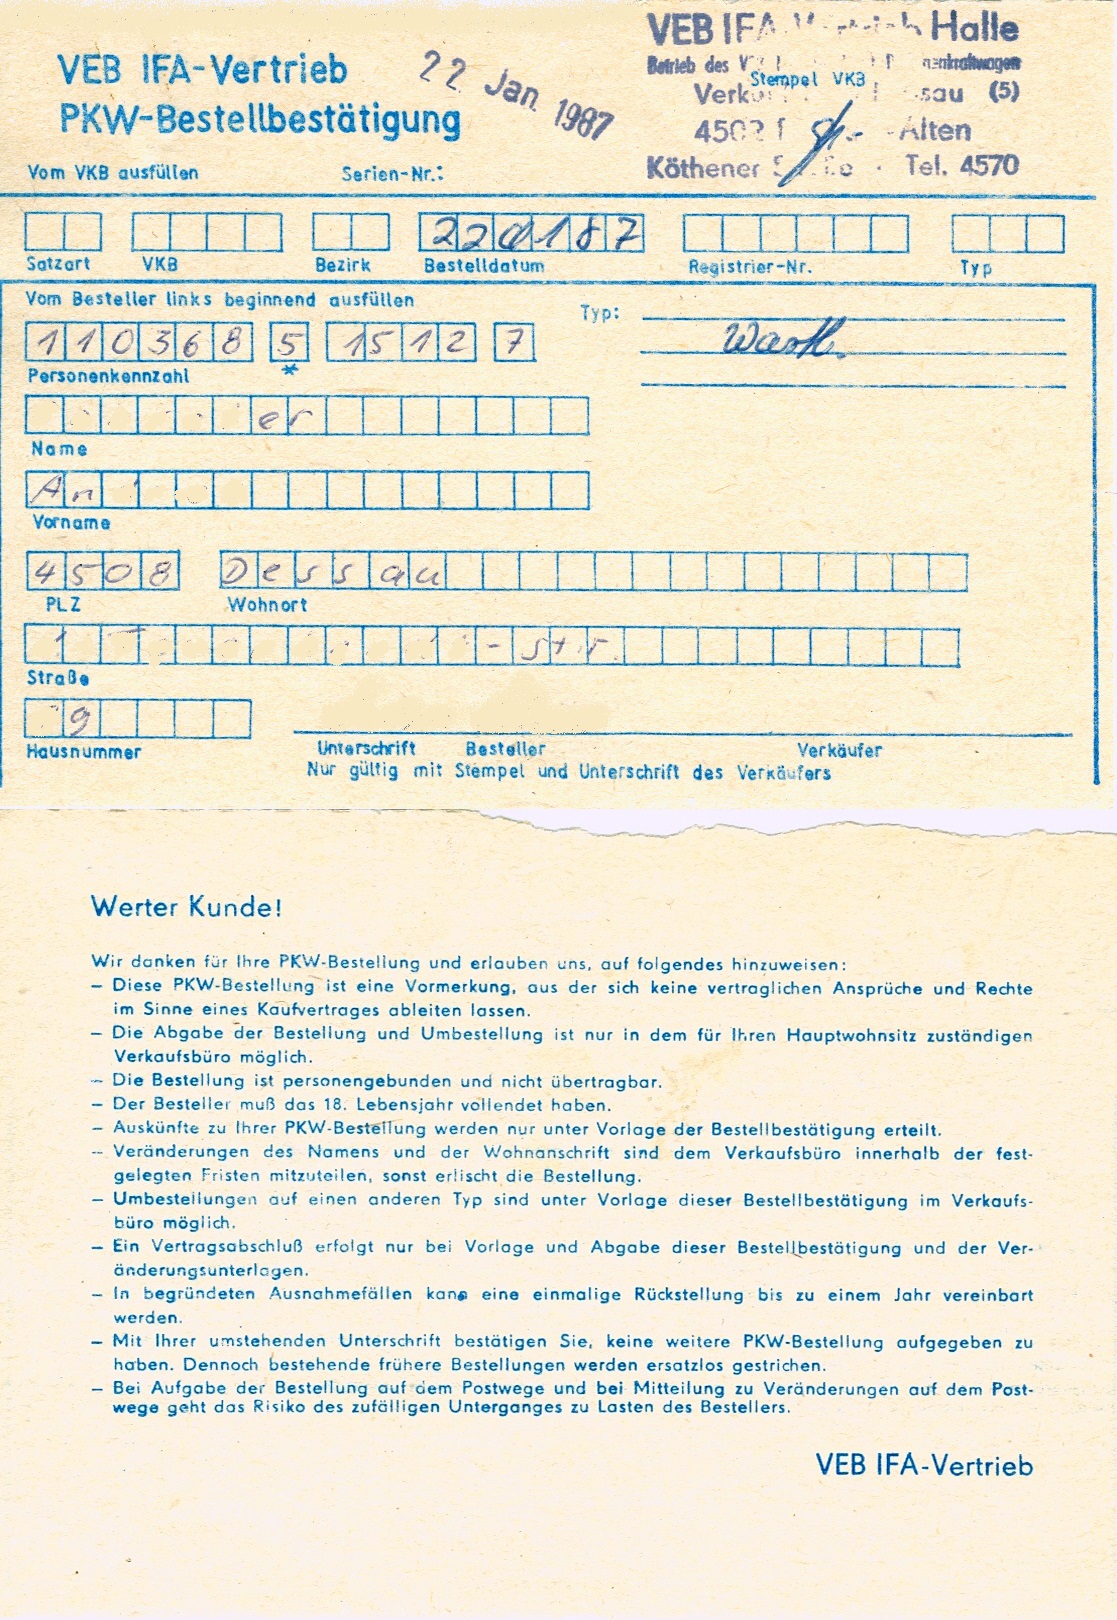 VEB IFA-Vertrieb
PKW-Bestellbestätigung
22 Jan. 1987
VEB IFA Halle
Betrieb des
Stempel VKB
(5)
Alten
Köthener Tel. 4570
Vom VKB ausfüllen Serien-Nr.:
220187
Satzart VKB Bezirk Bestelldatum Registrier-Nr. Typ
Vom Besteller links beginnend ausfüllen
Typ:
110368 5 1512 7
Wartb.
Personenkennzahl
*
er
Name
An
Vorname
4508 Dessau
PLZ Wohnort
-str.
Straße
9
Hausnummer
Unterschrift Besteller Verkäufer
Nur gültig mit Stempel und Unterschrift des Verkäufers
Werter Kunde!
Wir danken für Ihre PKW-Bestellung und erlauben uns, auf folgendes hinzuweisen:
– Diese PKW-Bestellung ist eine Vormerkung, aus der sich keine vertraglichen Ansprüche und Rechte
im Sinne eines Kaufvertrages ableiten lassen.
– Die Abgabe der Bestellung und Umbestellung ist nur in dem für Ihren Hauptwohnsitz zuständigen
Verkaufsbüro möglich.
– Die Bestellung ist personengebunden und nicht übertragbar.
– Der Besteller muß das 18. Lebensjahr vollendet haben.
– Auskünfte zu Ihrer PKW-Bestellung werden nur unter Vorlage der Bestellbestätigung erteilt.
– Veränderungen des Namens und der Wohnanschrift sind dem Verkaufsbüro innerhalb der fest-
gelegten Fristen mitzuteilen, sonst erlischt die Bestellung.
– Umbestellungen auf einen anderen Typ sind unter Vorlage dieser Bestellbestätigung im Verkaufs-
büro möglich.
– Ein Vertragsabschluß erfolgt nur bei Vorlage und Abgabe dieser Bestellbestätigung und der Ver-
änderungsunterlagen.
– In begründeten Ausnahmefällen kann eine einmalige Rückstellung bis zu einem Jahr vereinbart
werden.
– Mit Ihrer umstehenden Unterschrift bestätigen Sie, keine weitere PKW-Bestellung aufgegeben zu
haben. Dennoch bestehende frühere Bestellungen werden ersatzlos gestrichen.
– Bei Aufgabe der Bestellung auf dem Postwege und bei Mitteilung zu Veränderungen auf dem Post-
wege geht das Risiko des zufälligen Unterganges zu Lasten des Bestellers.
VEB IFA-Vertrieb